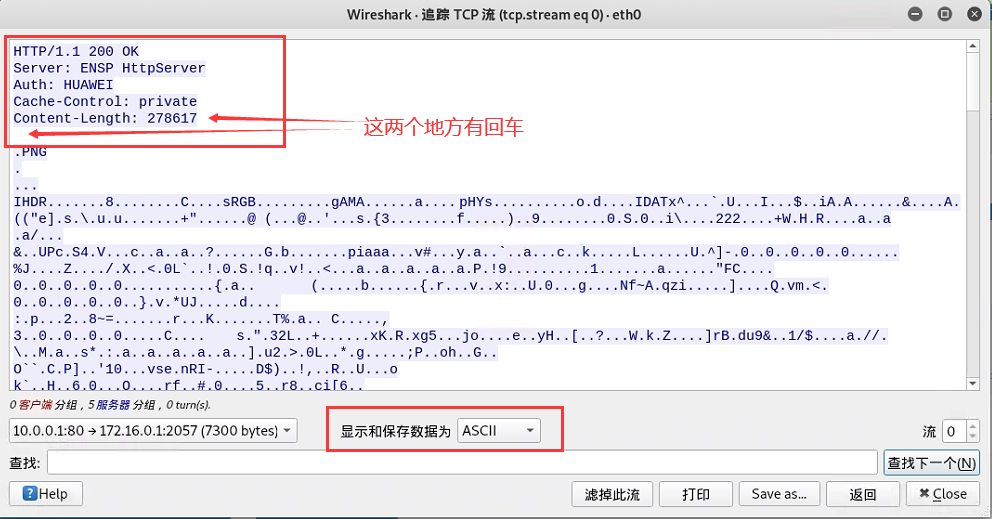 Wireshark · 追踪 TCP 流 (tcp.stream eq 0) · eth0
HTTP/1.1 200 OK
Server: ENSP HttpServer
Auth: HUAWEI
Cache-Control: private
Content-Length: 278617
这两个地方有回车
.PNG
.
...
IHDR.......8........C....sRGB.........gAMA......a....pHYs..........o.d....IDATx^...`.U...I...$..iA.A......&....A.
(("e].s.\.u.u.......+"......@ (...@..'...s.{3........f.....)..9........0.S.0..i\....222....+W.H.R....a..a
.a/...
&..UPc.S4.V...c..a..a..?......G.b.......piaaa...v#...y.a..`..a...c..k.....L......U.^]-.0..0..0..0..0......
%J....Z..../.X..<.0L`..!.0.S.!q..v!..<...a..a..a..a..a.P.!9..........1.......a......"FC....
0..0..0..0..0...........{.a..      (.....b......{.r...v..x:..U.0...g....Nf~A.qzi.....]....Q.vm.<.
0..0..0..0..0..}.v.*UJ.....d....
:.p...2..8~=.......r...K.......T%.a.. C.....,
3..0..0..0..0.....C....    s.".32L..+......xK.R.xg5...jo....e..yH..[..?...W.k.Z....]rB.du9&..1/$....a.//.
\..M.a..s*.:.a..a..a..a..a..].u2.>.0L..*.g.....;P..oh..G..
O``.C.P]..'10...vse.nRI-.....D$)..!,..R..U...o
k`..H..6.0...O....rf..#.0....5..r8..ci[6..
0 客户端 分组，5 服务器 分组，0 turn(s).
10.0.0.1:80 → 172.16.0.1:2057 (7300 bytes) 显示和保存数据为 ASCII 流 0
查找: 查找下一个(N)
Help 滤掉此流 打印 Save as... 返回 Close